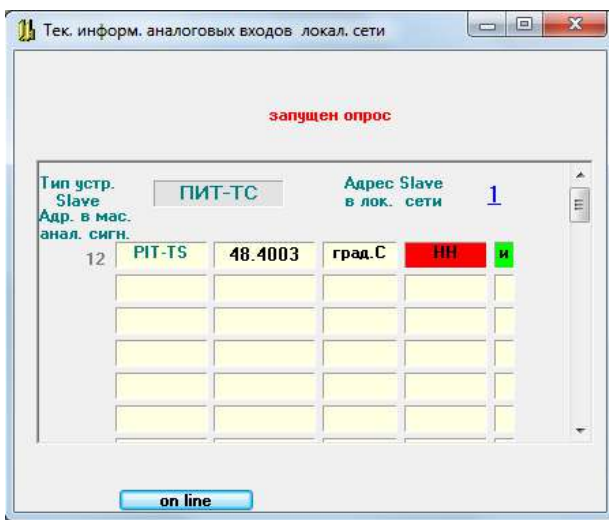 Тек. информ. аналоговых входов локал. сети
запущен опрос
Тип устр. Slave
ПИТ-ТС
Адрес Slave в лок. сети
1
Адр. в мас. анал. сигн.
12 PIT-TS 48.4003 град.C НН и
on line